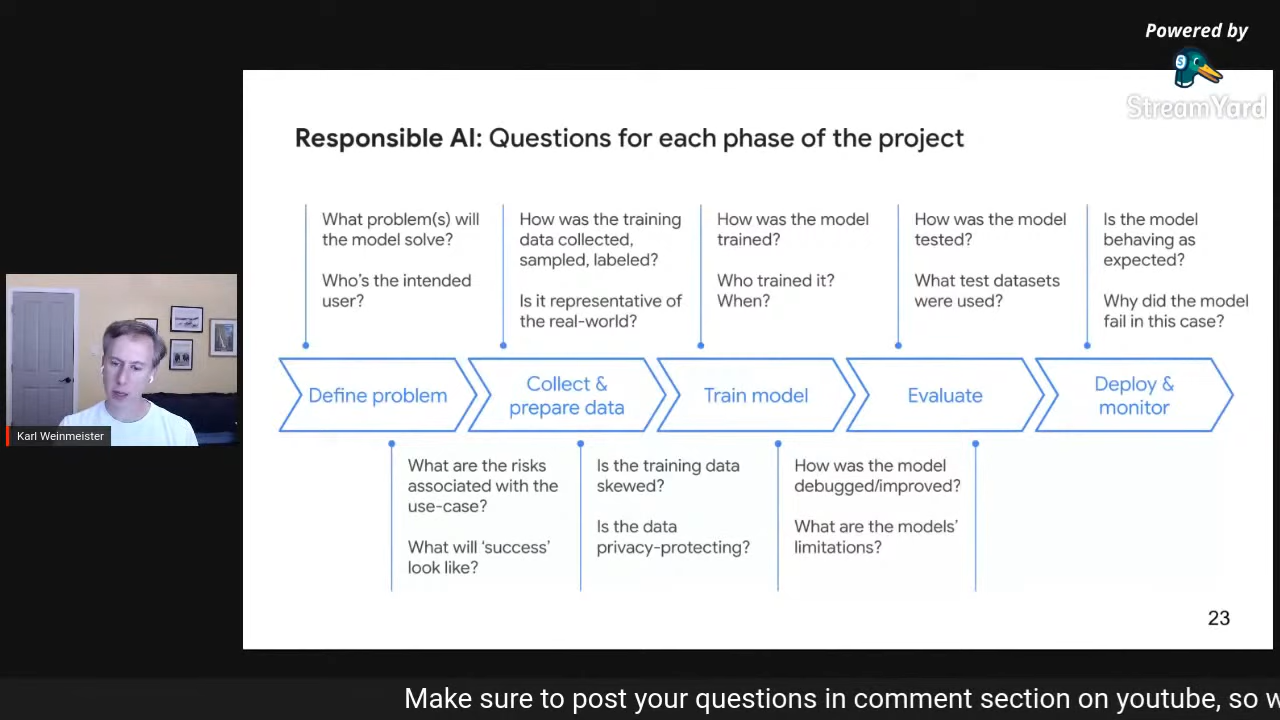 Powered by
StreamYard
Responsible AI: Questions for each phase of the project
What problem(s) will
the model solve?
Who's the intended
user?
How was the training
data collected,
sampled, labeled?
Is it representative of
the real-world?
How was the model
trained?
Who trained it?
When?
How was the model
tested?
What test datasets
were used?
Is the model
behaving as
expected?
Why did the model
fail in this case?
Define problem
Collect &
prepare data
Train model
Evaluate
Deploy &
monitor
What are the risks
associated with the
use-case?
What will ‘success’
look like?
Is the training data
skewed?
Is the data
privacy-protecting?
How was the model
debugged/improved?
What are the models’
limitations?
Karl Weinmeister
23
Make sure to post your questions in comment section on youtube, so w